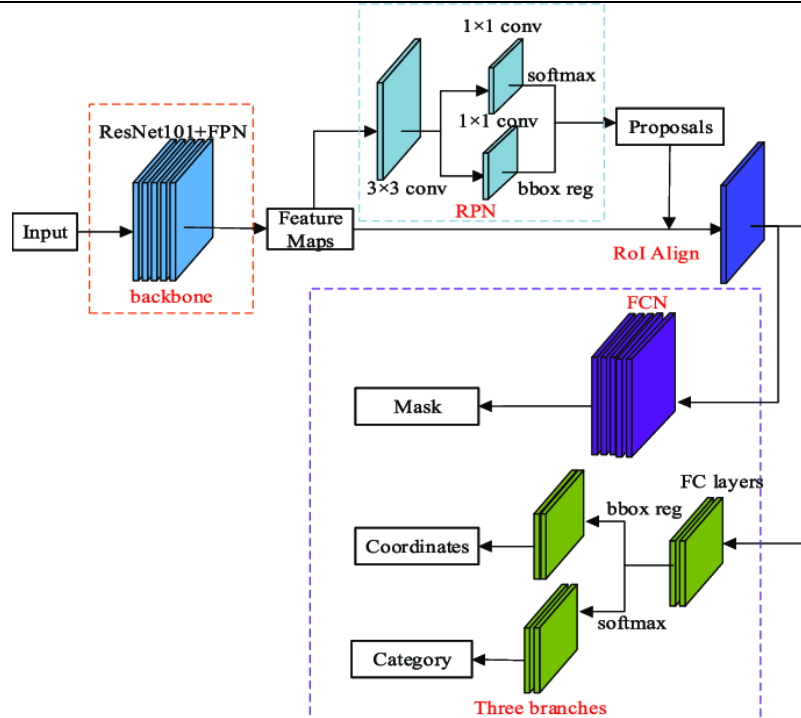 1×1 conv
softmax
ResNet101+FPN
1×1 conv
Proposals
3×3 conv
bbox reg
RPN
Input
Feature
Maps
RoI Align
backbone
FCN
Mask
FC layers
bbox reg
Coordinates
softmax
Category
Three branches